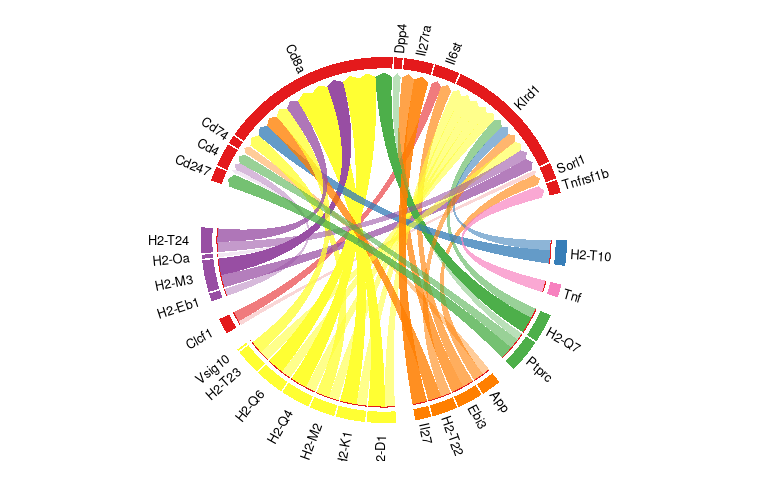 Dpp4
Il27ra
Il6st
Cd8a
Klrd1
Cd74
Cd4
Cd247
Sorl1
Tnfrsf1b
H2-T24
H2-Oa
H2-M3
H2-Eb1
H2-T10
Tnf
H2-Q7
Ptprc
Clcf1
Vsig10
H2-T23
H2-Q6
H2-Q4
H2-M2
I2-K1
2-D1
Il27
H2-T22
Ebi3
App